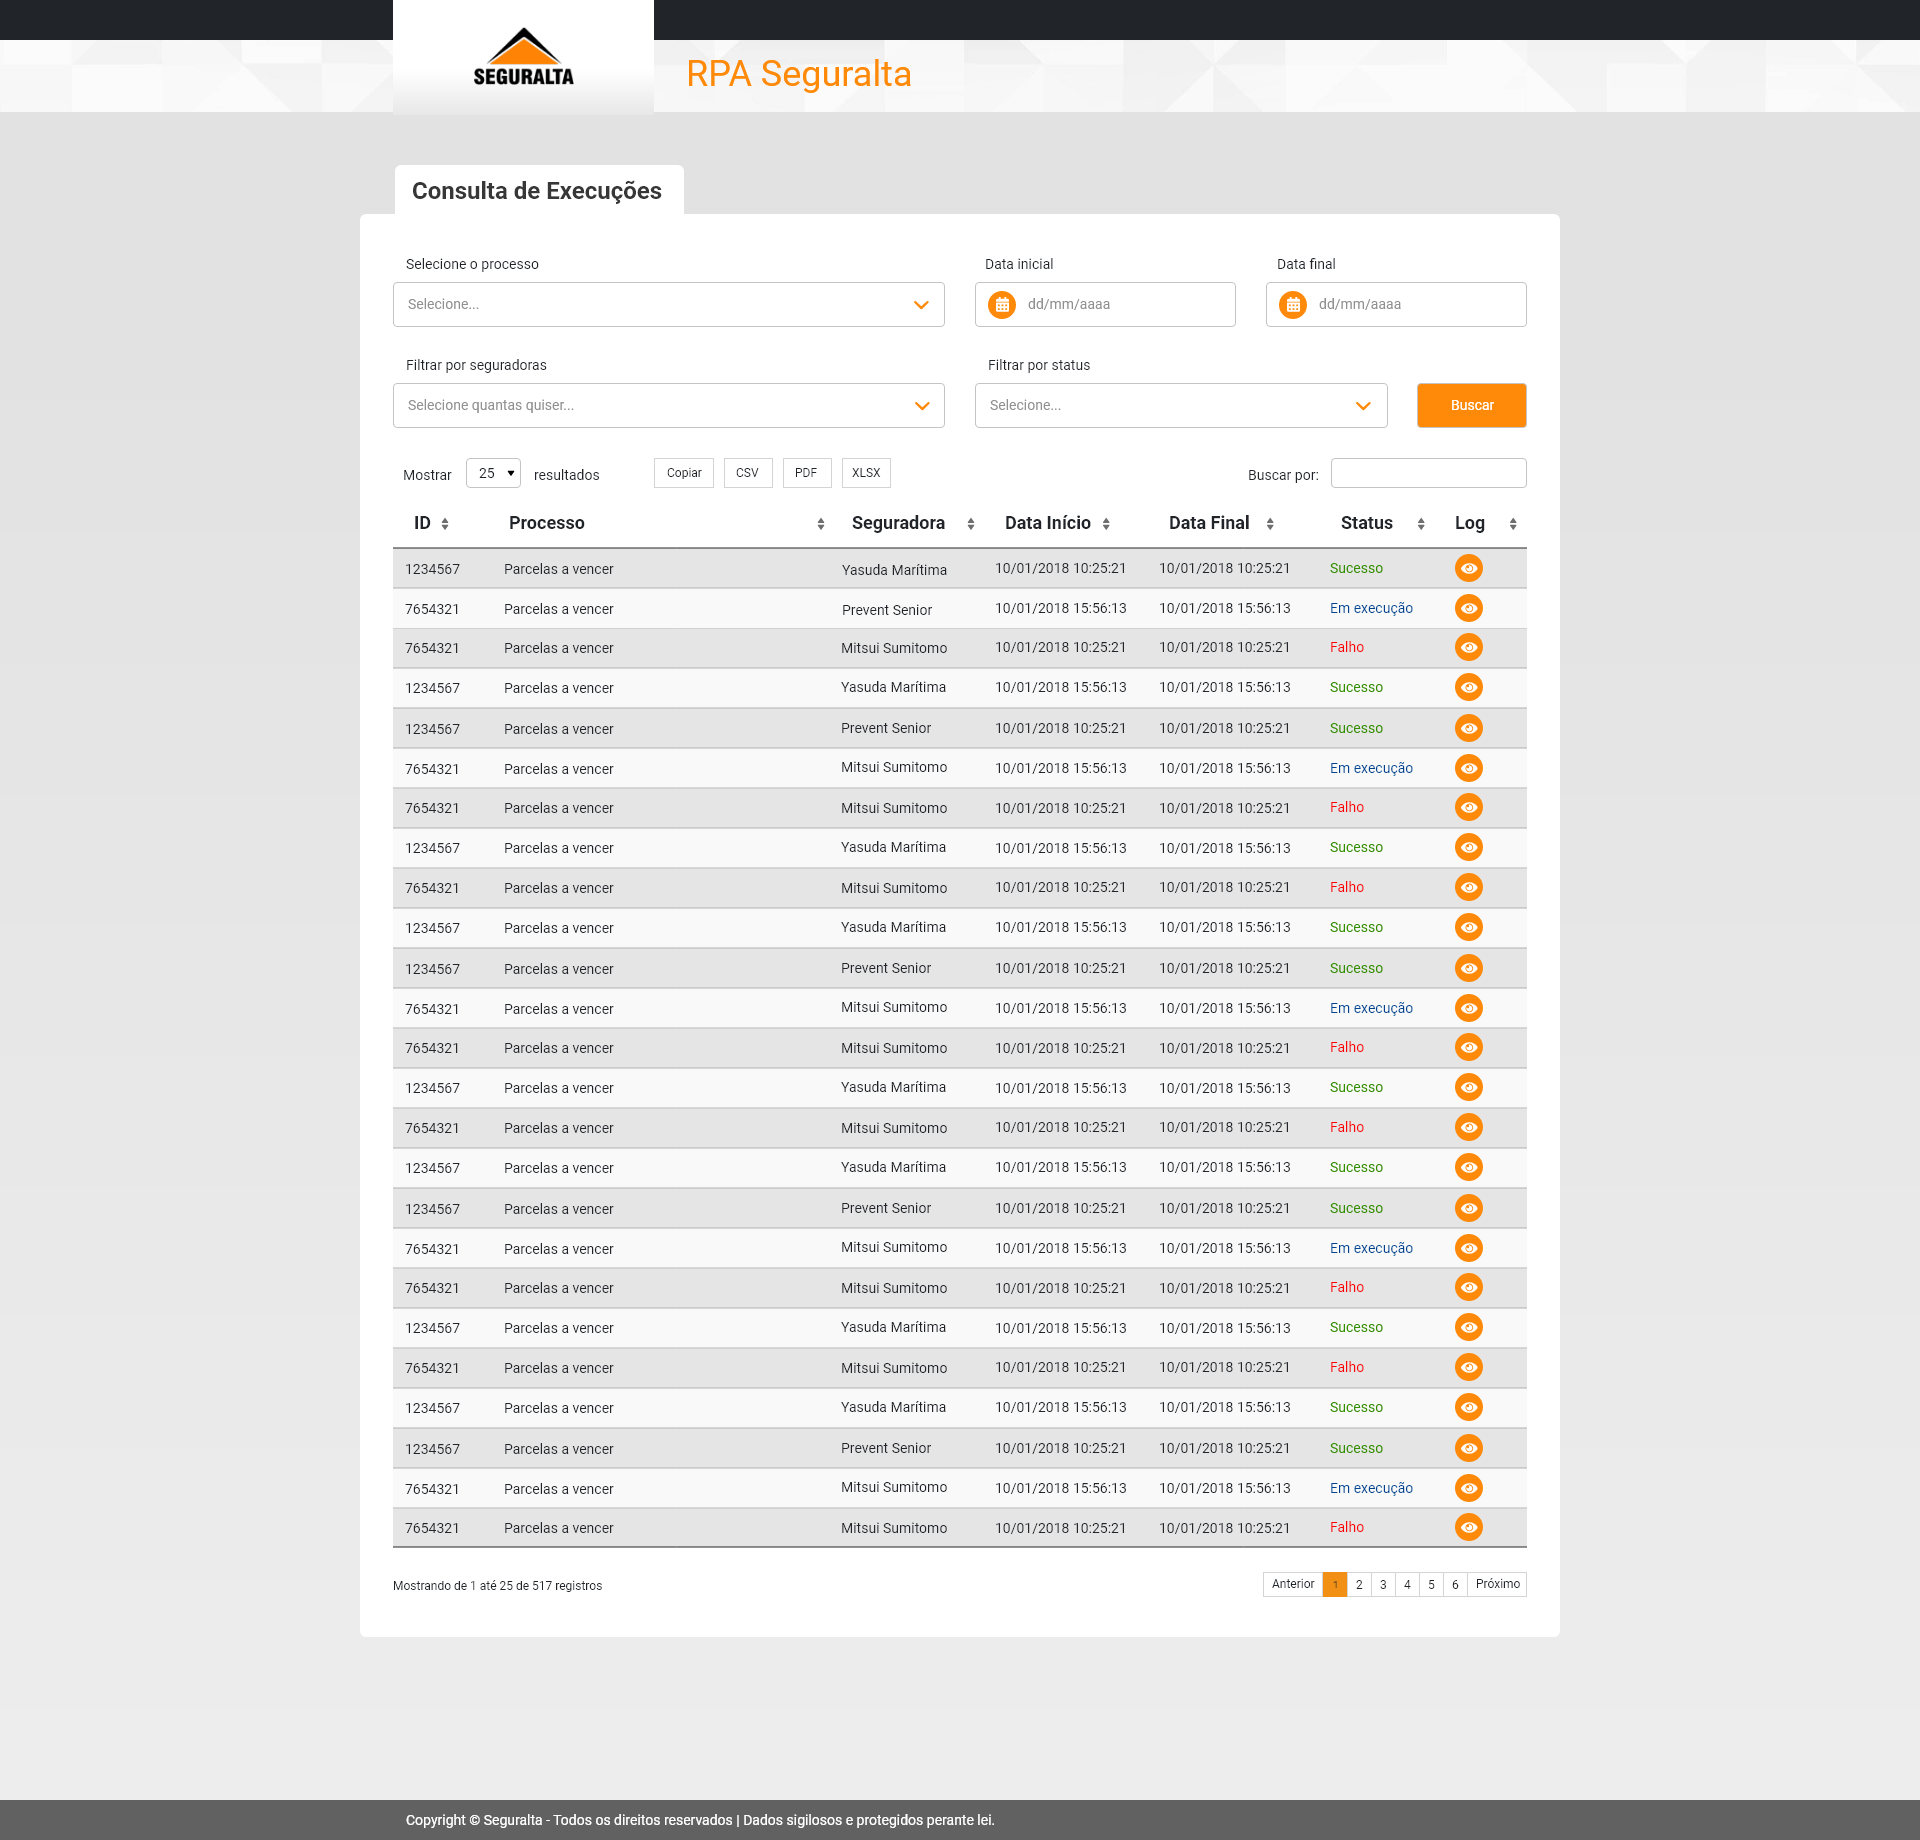 SEGURALTA
RPA Seguralta
Consulta de Execuções
Selecione o processo Data inicial Data final
Selecione... dd/mm/aaaa dd/mm/aaaa
Filtrar por seguradoras Filtrar por status
Selecione quantas quiser... Selecione... Buscar
Mostrar 25 resultados Copiar CSV PDF XLSX Buscar por:
ID Processo Seguradora Data Início Data Final Status Log
1234567 Parcelas a vencer Yasuda Marítima 10/01/2018 10:25:21 10/01/2018 10:25:21 Sucesso
7654321 Parcelas a vencer Prevent Senior 10/01/2018 15:56:13 10/01/2018 15:56:13 Em execução
7654321 Parcelas a vencer Mitsui Sumitomo 10/01/2018 10:25:21 10/01/2018 10:25:21 Falho
1234567 Parcelas a vencer Yasuda Marítima 10/01/2018 15:56:13 10/01/2018 15:56:13 Sucesso
1234567 Parcelas a vencer Prevent Senior 10/01/2018 10:25:21 10/01/2018 10:25:21 Sucesso
7654321 Parcelas a vencer Mitsui Sumitomo 10/01/2018 15:56:13 10/01/2018 15:56:13 Em execução
7654321 Parcelas a vencer Mitsui Sumitomo 10/01/2018 10:25:21 10/01/2018 10:25:21 Falho
1234567 Parcelas a vencer Yasuda Marítima 10/01/2018 15:56:13 10/01/2018 15:56:13 Sucesso
7654321 Parcelas a vencer Mitsui Sumitomo 10/01/2018 10:25:21 10/01/2018 10:25:21 Falho
1234567 Parcelas a vencer Yasuda Marítima 10/01/2018 15:56:13 10/01/2018 15:56:13 Sucesso
1234567 Parcelas a vencer Prevent Senior 10/01/2018 10:25:21 10/01/2018 10:25:21 Sucesso
7654321 Parcelas a vencer Mitsui Sumitomo 10/01/2018 15:56:13 10/01/2018 15:56:13 Em execução
7654321 Parcelas a vencer Mitsui Sumitomo 10/01/2018 10:25:21 10/01/2018 10:25:21 Falho
1234567 Parcelas a vencer Yasuda Marítima 10/01/2018 15:56:13 10/01/2018 15:56:13 Sucesso
7654321 Parcelas a vencer Mitsui Sumitomo 10/01/2018 10:25:21 10/01/2018 10:25:21 Falho
1234567 Parcelas a vencer Yasuda Marítima 10/01/2018 15:56:13 10/01/2018 15:56:13 Sucesso
1234567 Parcelas a vencer Prevent Senior 10/01/2018 10:25:21 10/01/2018 10:25:21 Sucesso
7654321 Parcelas a vencer Mitsui Sumitomo 10/01/2018 15:56:13 10/01/2018 15:56:13 Em execução
7654321 Parcelas a vencer Mitsui Sumitomo 10/01/2018 10:25:21 10/01/2018 10:25:21 Falho
1234567 Parcelas a vencer Yasuda Marítima 10/01/2018 15:56:13 10/01/2018 15:56:13 Sucesso
7654321 Parcelas a vencer Mitsui Sumitomo 10/01/2018 10:25:21 10/01/2018 10:25:21 Falho
1234567 Parcelas a vencer Yasuda Marítima 10/01/2018 15:56:13 10/01/2018 15:56:13 Sucesso
1234567 Parcelas a vencer Prevent Senior 10/01/2018 10:25:21 10/01/2018 10:25:21 Sucesso
7654321 Parcelas a vencer Mitsui Sumitomo 10/01/2018 15:56:13 10/01/2018 15:56:13 Em execução
7654321 Parcelas a vencer Mitsui Sumitomo 10/01/2018 10:25:21 10/01/2018 10:25:21 Falho
Mostrando de 1 até 25 de 517 registros Anterior 1 2 3 4 5 6 Próximo
Copyright © Seguralta - Todos os direitos reservados | Dados sigilosos e protegidos perante lei.